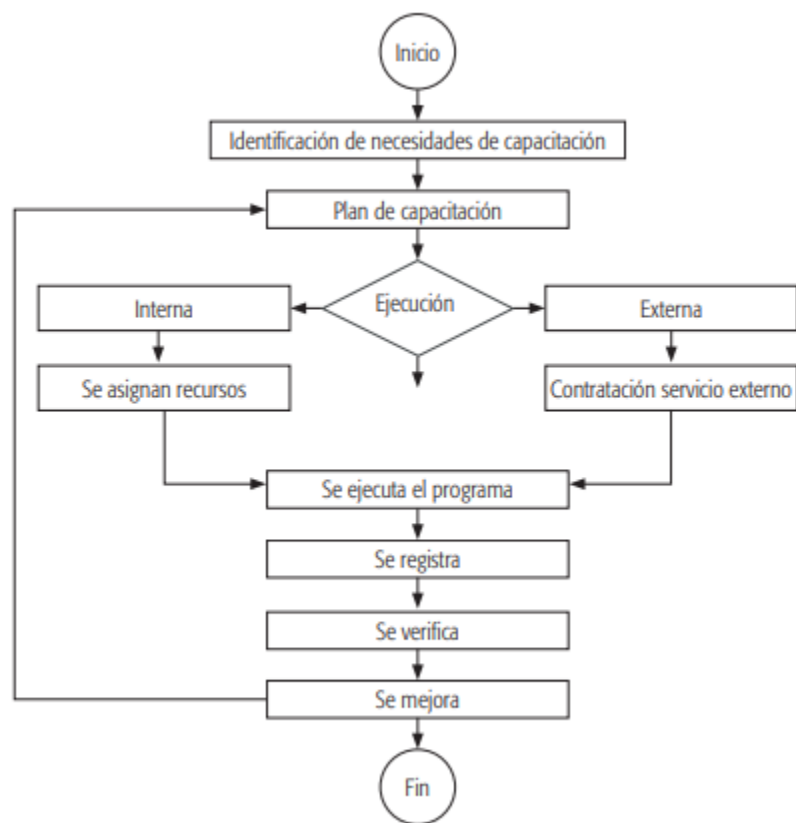 Inicio
Identificación de necesidades de capacitación
Plan de capacitación
Interna
Ejecución
Externa
Se asignan recursos
Contratación servicio externo
Se ejecuta el programa
Se registra
Se verifica
Se mejora
Fin